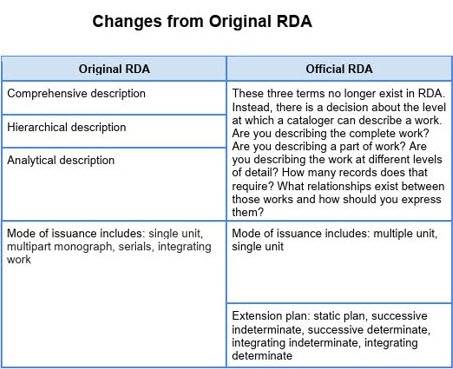 Changes from Original RDA
Original RDA
Official RDA
Comprehensive description
Hierarchical description
Analytical description
These three terms no longer exist in RDA.
Instead, there is a decision about the level
at which a cataloger can describe a work.
Are you describing the complete work?
Are you describing a part of work? Are
you describing the work at different levels
of detail? How many records does that
require? What relationships exist between
those works and how should you express
them?
Mode of issuance includes: single unit,
multipart monograph, serials, integrating
work
Mode of issuance includes: multiple unit,
single unit
Extension plan: static plan, successive
indeterminate, successive determinate,
integrating indeterminate, integrating
determinate